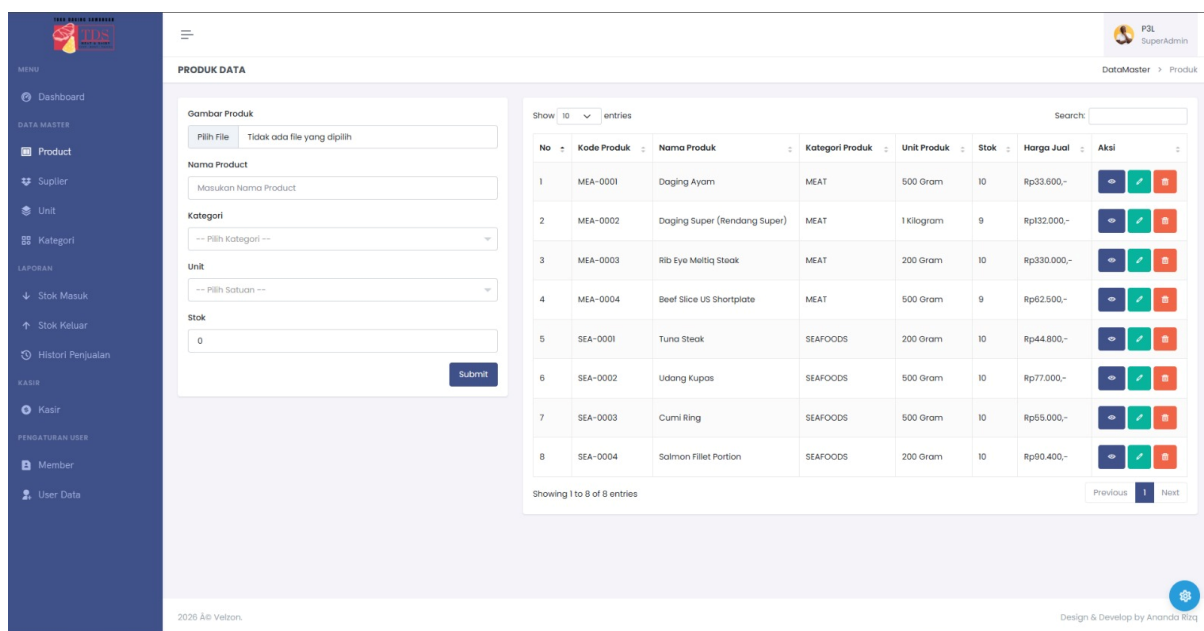 TOKO DAGING SUMANGAN
TDS
P3L
SuperAdmin
MENU
PRODUK DATA
DataMaster > Produk
Dashboard
DATA MASTER
Product
Suplier
Unit
Kategori
LAPORAN
Stok Masuk
Stok Keluar
Histori Penjualan
KASIR
Kasir
PENGATURAN USER
Member
User Data
Gambar Produk
Pilih File Tidak ada file yang dipilih
Nama Product
Masukan Nama Product
Kategori
-- Pilih Kategori --
Unit
-- Pilih Satuan --
Stok
0
Submit
Show 10 entries
Search:
No Kode Produk Nama Produk Kategori Produk Unit Produk Stok Harga Jual Aksi
1 MEA-0001 Daging Ayam MEAT 500 Gram 10 Rp33.600,-
2 MEA-0002 Daging Super (Rendang Super) MEAT 1 Kilogram 9 Rp132.000,-
3 MEA-0003 Rib Eye Meltiq Steak MEAT 200 Gram 10 Rp330.000,-
4 MEA-0004 Beef Slice US Shortplate MEAT 500 Gram 9 Rp62.500,-
5 SEA-0001 Tuna Steak SEAFOODS 200 Gram 10 Rp44.800,-
6 SEA-0002 Udang Kupas SEAFOODS 500 Gram 10 Rp77.000,-
7 SEA-0003 Cumi Ring SEAFOODS 500 Gram 10 Rp55.000,-
8 SEA-0004 Salmon Fillet Portion SEAFOODS 200 Gram 10 Rp90.400,-
Showing 1 to 8 of 8 entries
Previous 1 Next
2026 Â© Velzon.
Design & Develop by Ananda Rizq